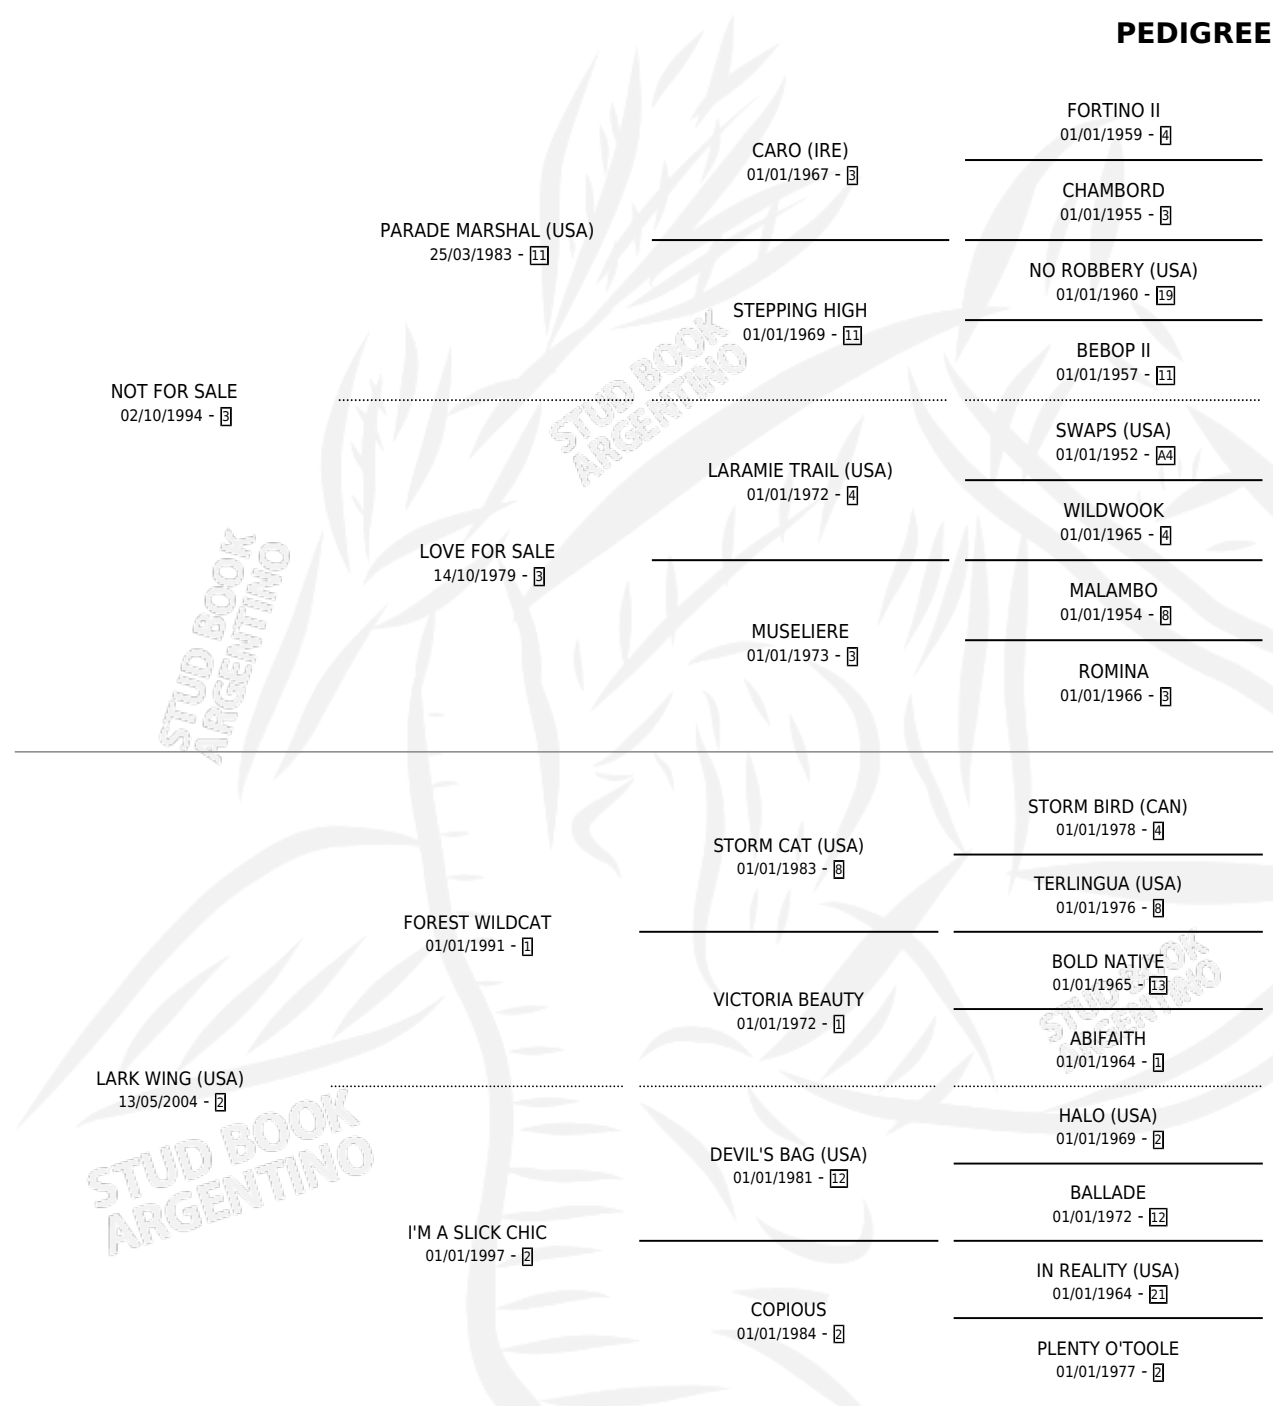 PEDIGREE
FORTINO II
01/01/1959 - 4
CARO (IRE)
01/01/1967 - 3
CHAMBORD
01/01/1955 - 3
PARADE MARSHAL (USA)
25/03/1983 - 11
NO ROBBERY (USA)
01/01/1960 - 19
STEPPING HIGH
01/01/1969 - 11
BEBOP II
01/01/1957 - 11
NOT FOR SALE
02/10/1994 - 3
STUD BOOK
ARGENTINO
SWAPS (USA)
01/01/1952 - A4
LARAMIE TRAIL (USA)
01/01/1972 - 4
WILDWOOK
01/01/1965 - 4
LOVE FOR SALE
14/10/1979 - 3
MALAMBO
01/01/1954 - 8
MUSELIERE
01/01/1973 - 3
ROMINA
01/01/1966 - 3
STUD BOOK
ARGENTINO
STORM BIRD (CAN)
01/01/1978 - 4
STORM CAT (USA)
01/01/1983 - 8
TERLINGUA (USA)
01/01/1976 - 8
FOREST WILDCAT
01/01/1991 - 1
BOLD NATIVE
01/01/1965 - 13
VICTORIA BEAUTY
01/01/1972 - 1
ABIFAITH
01/01/1964 - 1
STUD BOOK
ARGENTINO
LARK WING (USA)
13/05/2004 - 2
HALO (USA)
01/01/1969 - 2
DEVIL'S BAG (USA)
01/01/1981 - 12
BALLADE
01/01/1972 - 12
I'M A SLICK CHIC
01/01/1997 - 2
IN REALITY (USA)
01/01/1964 - 21
COPIOUS
01/01/1984 - 2
PLENTY O'TOOLE
01/01/1977 - 2
STUD BOOK
ARGENTINO